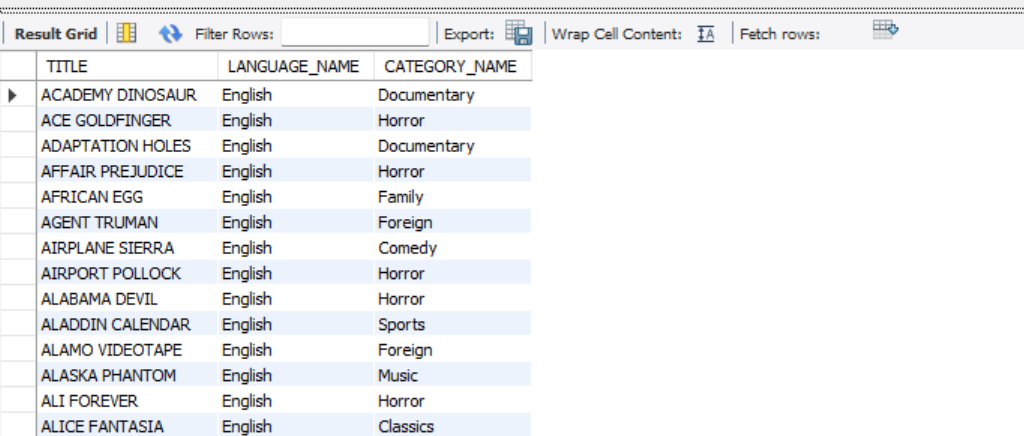 Result Grid Filter Rows: Export: Wrap Cell Content: IA Fetch rows:
TITLE LANGUAGE_NAME CATEGORY_NAME
ACADEMY DINOSAUR English Documentary
ACE GOLDFINGER English Horror
ADAPTATION HOLES English Documentary
AFFAIR PREJUDICE English Horror
AFRICAN EGG English Family
AGENT TRUMAN English Foreign
AIRPLANE SIERRA English Comedy
AIRPORT POLLOCK English Horror
ALABAMA DEVIL English Horror
ALADDIN CALENDAR English Sports
ALAMO VIDEOTAPE English Foreign
ALASKA PHANTOM English Music
ALI FOREVER English Horror
ALICE FANTASIA English Classics